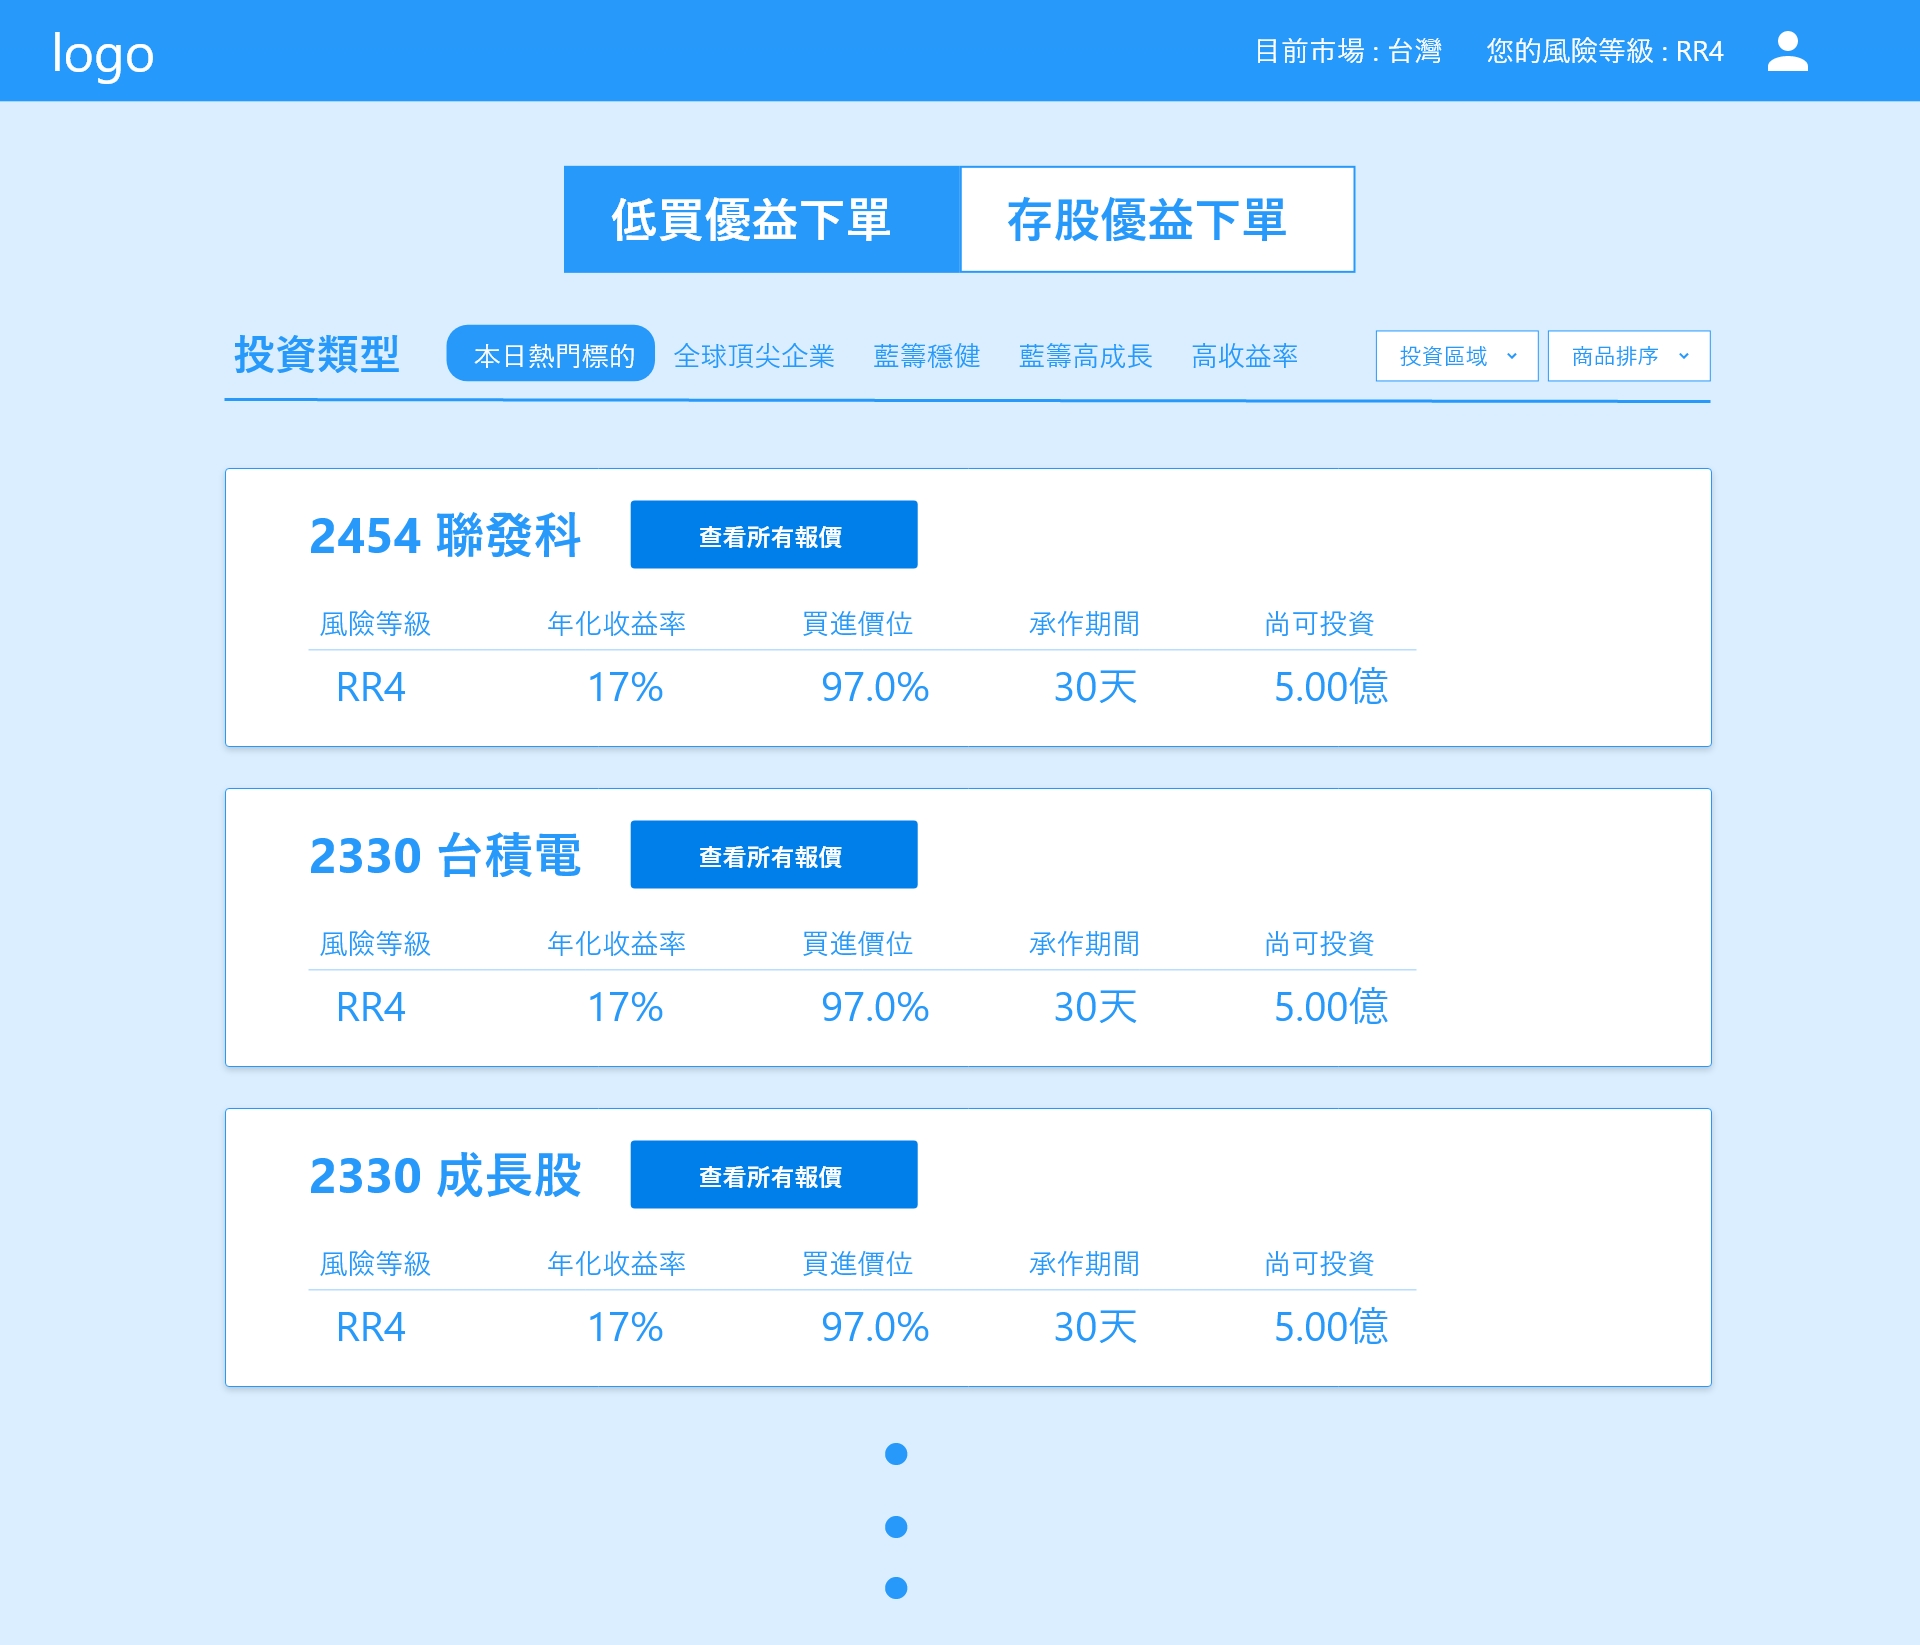 logo 目前市場 : 台灣 您的風險等級 : RR4
低買優益下單 存股優益下單
投資類型 本日熱門標的 全球頂尖企業 藍籌穩健 藍籌高成長 高收益率 投資區域 商品排序
2454 聯發科 查看所有報價
風險等級 年化收益率 買進價位 承作期間 尚可投資
RR4 17% 97.0% 30天 5.00億
2330 台積電 查看所有報價
風險等級 年化收益率 買進價位 承作期間 尚可投資
RR4 17% 97.0% 30天 5.00億
2330 成長股 查看所有報價
風險等級 年化收益率 買進價位 承作期間 尚可投資
RR4 17% 97.0% 30天 5.00億